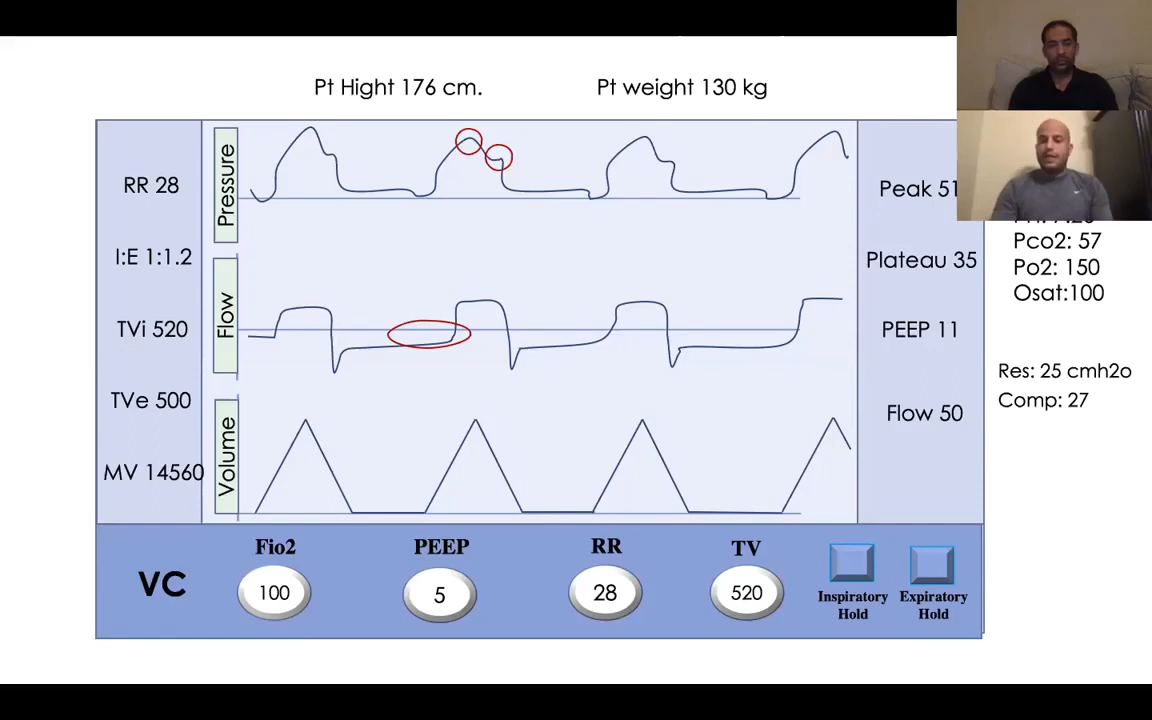 Pt Hight 176 cm.
Pt weight 130 kg
RR 28
I:E 1:1.2
TVi 520
TVe 500
MV 14560
Pressure
Flow
Volume
Peak 51
Plateau 35
PEEP 11
Flow 50
Pco2: 57
Po2: 150
Osat:100
Res: 25 cmh2o
Comp: 27
VC
Fio2
100
PEEP
5
RR
28
TV
520
Inspiratory
Hold
Expiratory
Hold